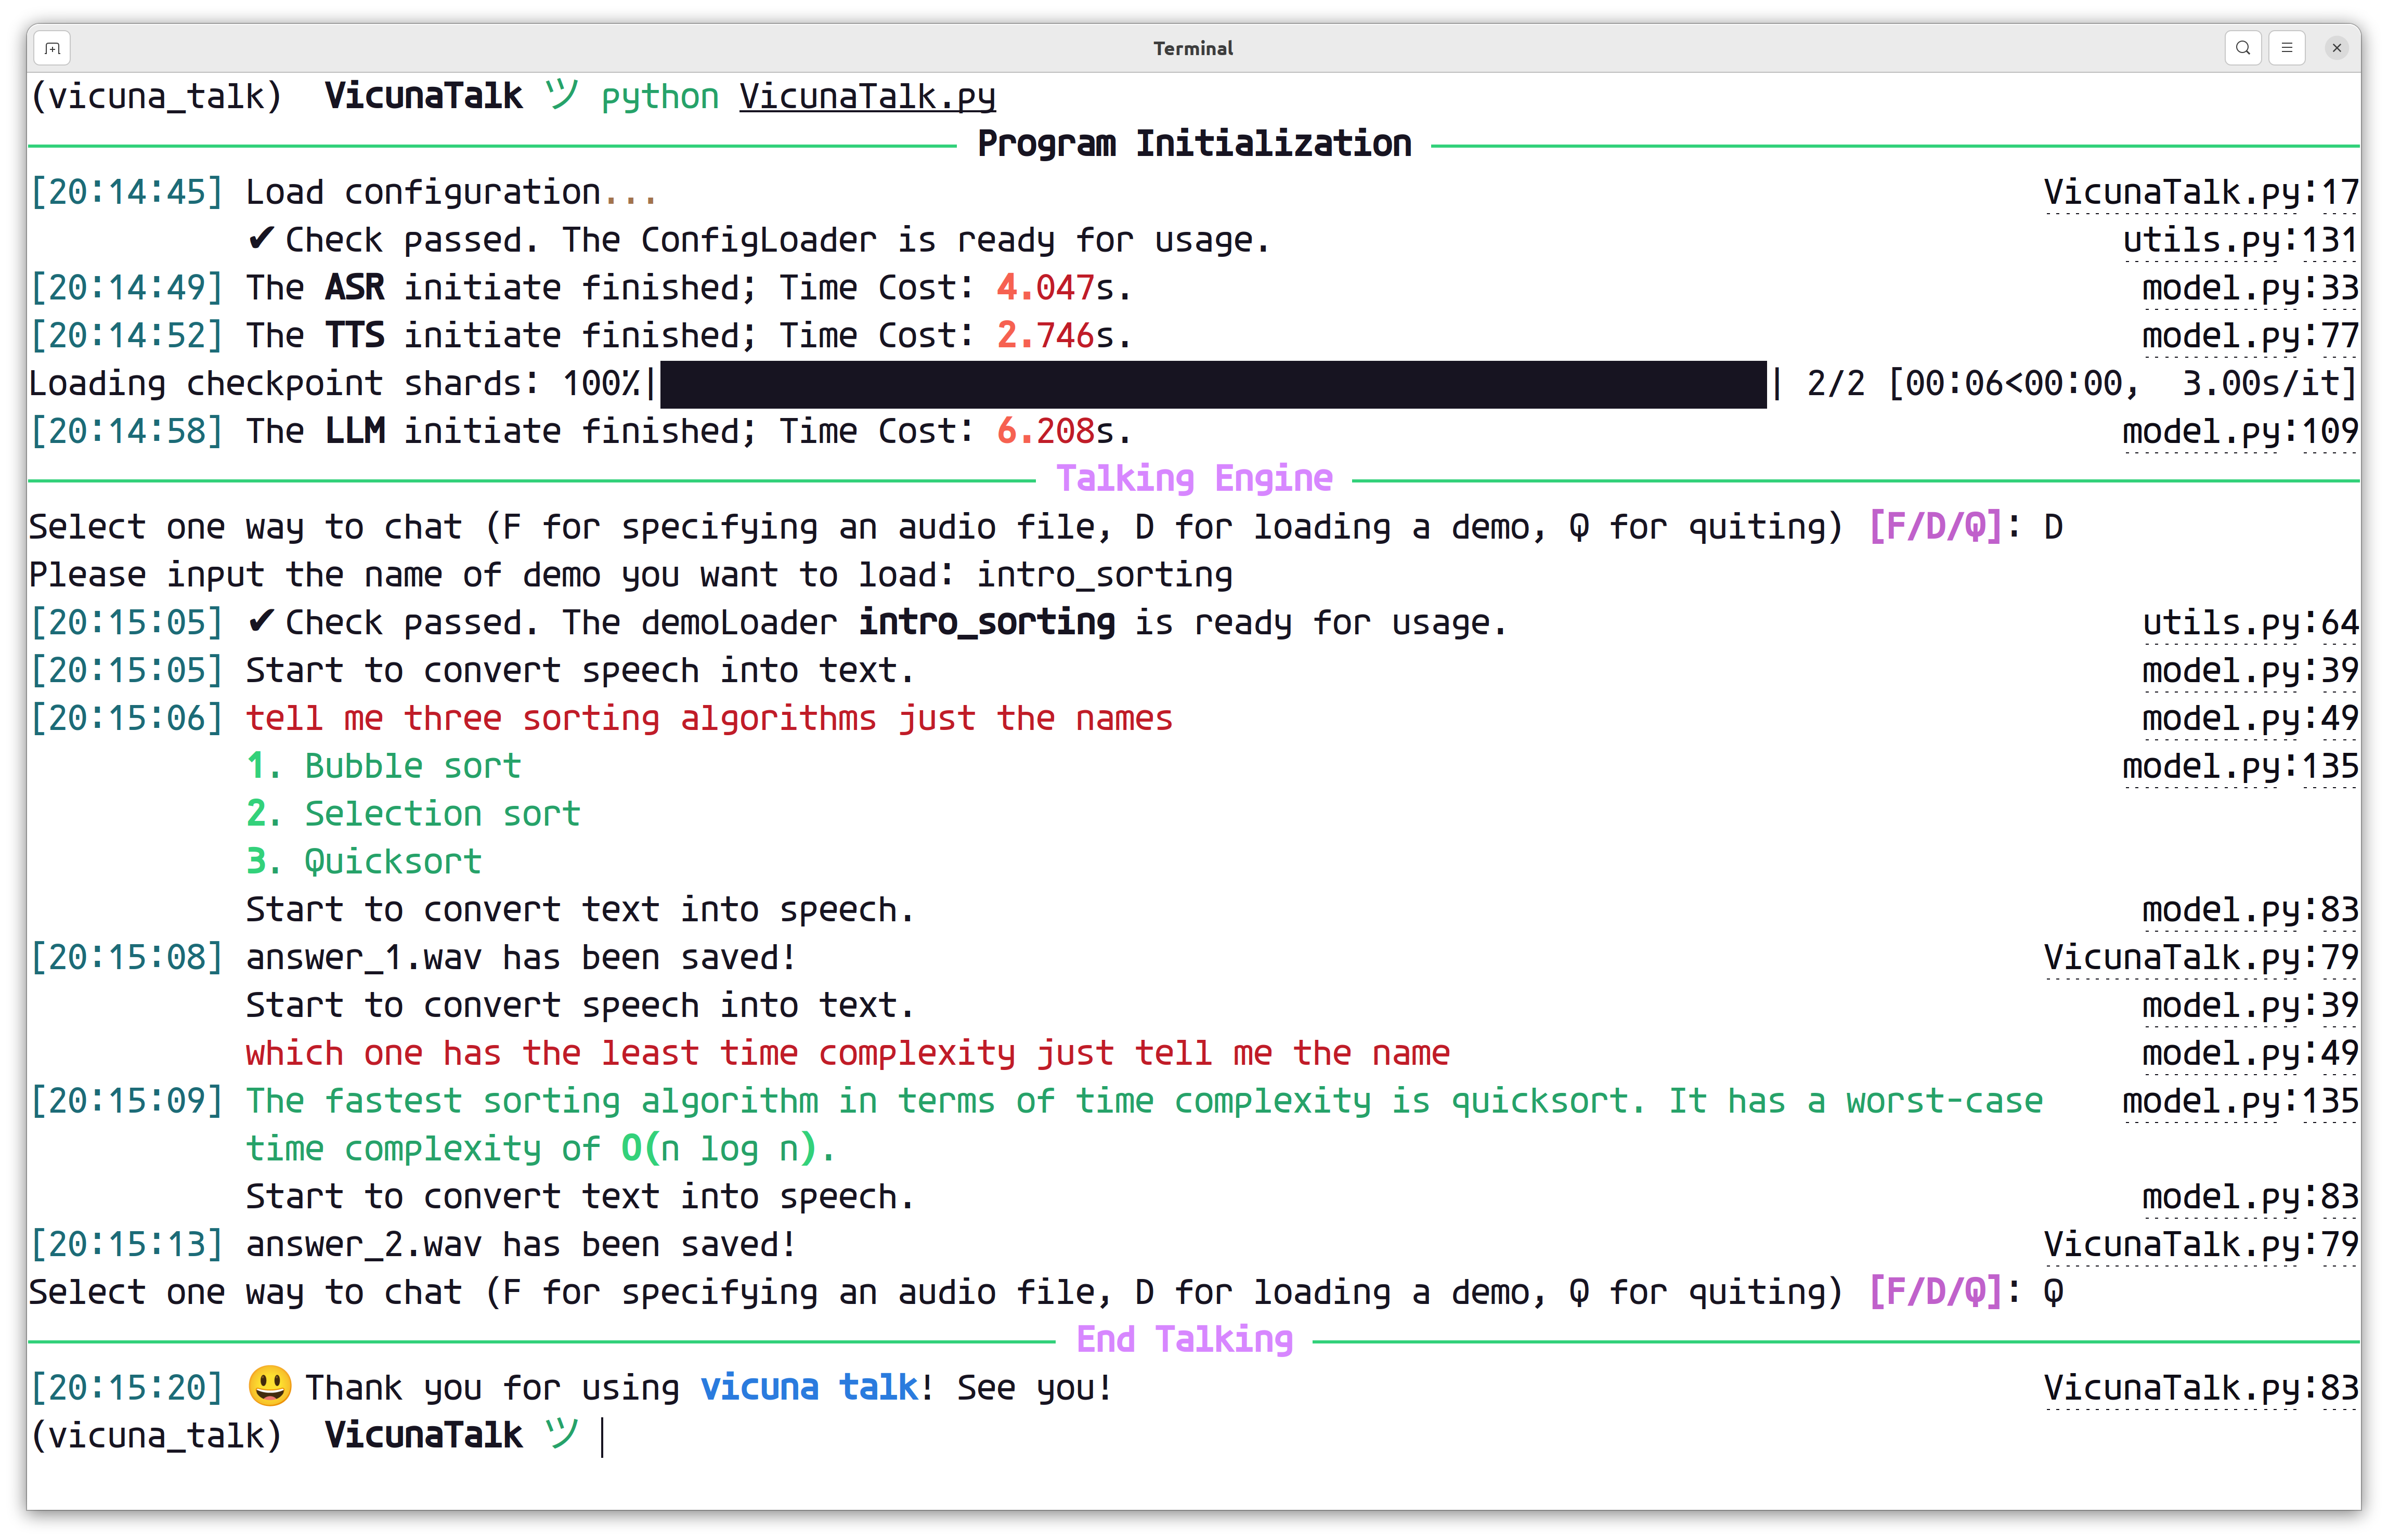 Terminal
(vicuna_talk)  VicunaTalk ツ python VicunaTalk.py
Program Initialization
[20:14:45] Load configuration... VicunaTalk.py:17
✔ Check passed. The ConfigLoader is ready for usage. utils.py:131
[20:14:49] The ASR initiate finished; Time Cost: 4.047s. model.py:33
[20:14:52] The TTS initiate finished; Time Cost: 2.746s. model.py:77
Loading checkpoint shards: 100%|██████████| 2/2 [00:06<00:00,  3.00s/it]
[20:14:58] The LLM initiate finished; Time Cost: 6.208s. model.py:109
Talking Engine
Select one way to chat (F for specifying an audio file, D for loading a demo, Q for quiting) [F/D/Q]: D
Please input the name of demo you want to load: intro_sorting
[20:15:05] ✔ Check passed. The demoLoader intro_sorting is ready for usage. utils.py:64
[20:15:05] Start to convert speech into text. model.py:39
[20:15:06] tell me three sorting algorithms just the names model.py:49
1. Bubble sort model.py:135
2. Selection sort
3. Quicksort
Start to convert text into speech. model.py:83
[20:15:08] answer_1.wav has been saved! VicunaTalk.py:79
Start to convert speech into text. model.py:39
which one has the least time complexity just tell me the name model.py:49
[20:15:09] The fastest sorting algorithm in terms of time complexity is quicksort. It has a worst-case model.py:135
time complexity of O(n log n).
Start to convert text into speech. model.py:83
[20:15:13] answer_2.wav has been saved! VicunaTalk.py:79
Select one way to chat (F for specifying an audio file, D for loading a demo, Q for quiting) [F/D/Q]: Q
End Talking
[20:15:20] 😃 Thank you for using vicuna talk! See you! VicunaTalk.py:83
(vicuna_talk)  VicunaTalk ツ